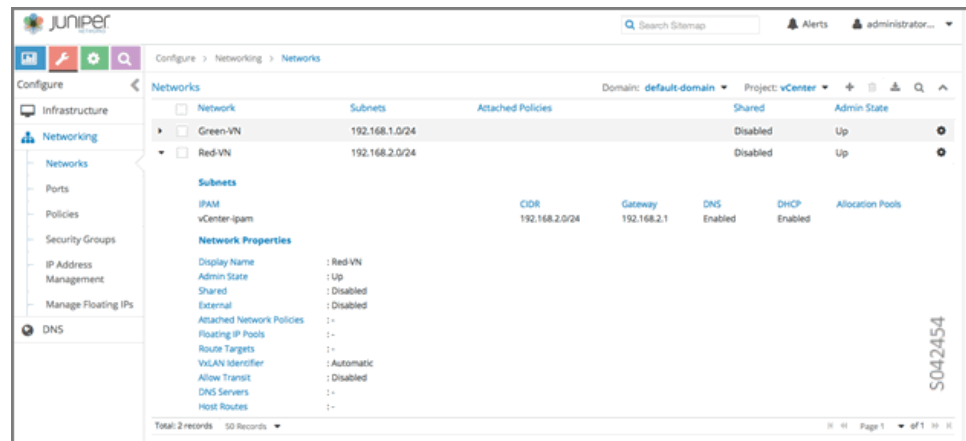 JUNIPER
NETWORKS
Search Sitemap
Alerts
administrator...
Configure > Networking > Networks
Configure
Infrastructure
Networking
Networks
Ports
Policies
Security Groups
IP Address
Management
Manage Floating IPs
DNS
Networks Domain: default-domain Project: vCenter
Network Subnets Attached Policies Shared Admin State
Green-VN 192.168.1.0/24 Disabled Up
Red-VN 192.168.2.0/24 Disabled Up
Subnets
IPAM CIDR Gateway DNS DHCP Allocation Pools
vCenter-ipam 192.168.2.0/24 192.168.2.1 Enabled Enabled
Network Properties
Display Name : Red-VN
Admin State : Up
Shared : Disabled
External : Disabled
Attached Network Policies : -
Floating IP Pools : -
Route Targets : -
VxLAN Identifier : Automatic
Allow Transit : Disabled
DNS Servers : -
Host Routes : -
Total: 2 records 50 Records Page 1 of 1
S042454